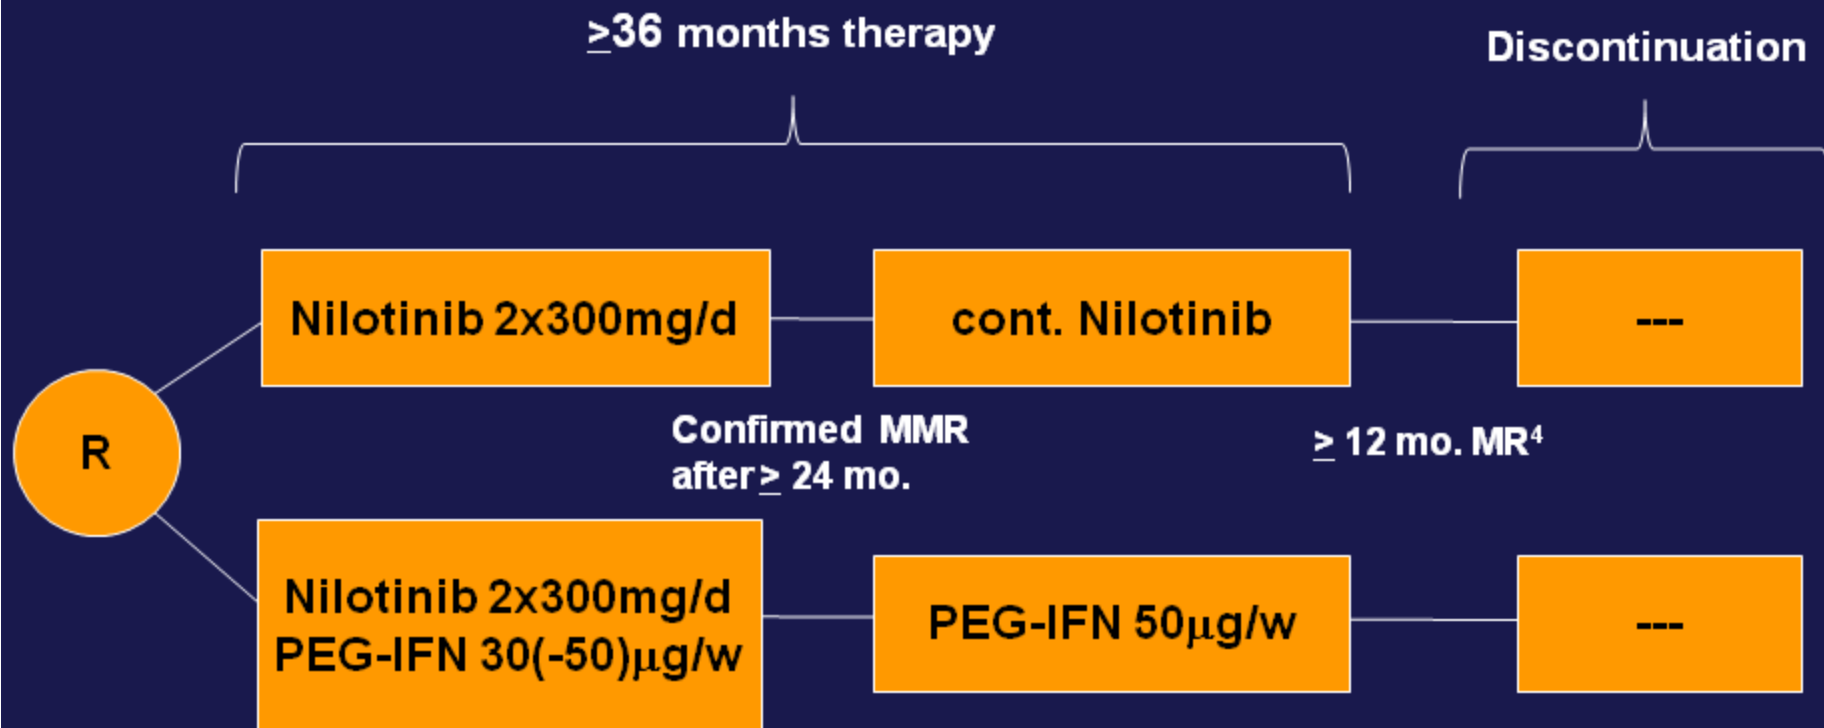 ≥36 months therapy
Discontinuation
Nilotinib 2x300mg/d
cont. Nilotinib
---
R
Confirmed MMR
after ≥ 24 mo.
≥ 12 mo. MR⁴
Nilotinib 2x300mg/d
PEG-IFN 30(-50)μg/w
PEG-IFN 50μg/w
---